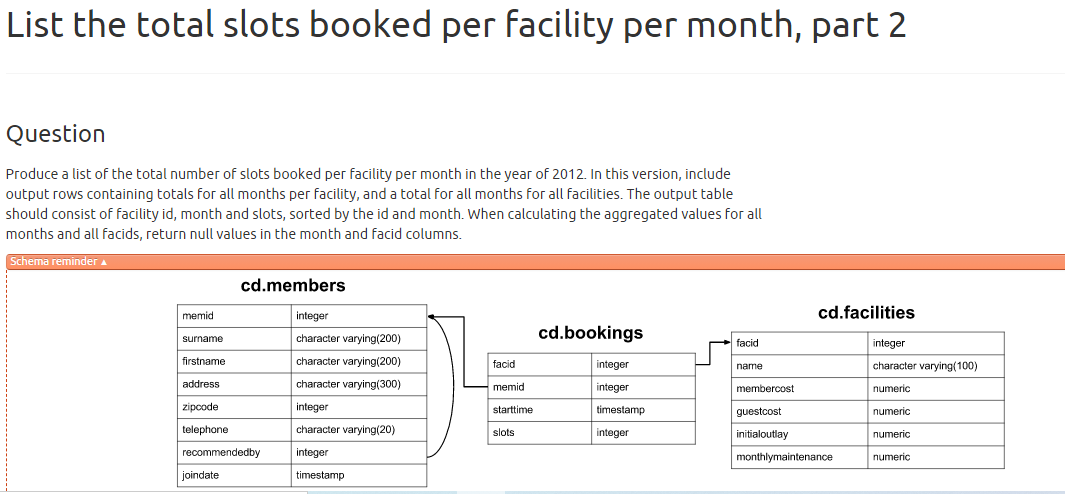 List the total slots booked per facility per month, part 2
Question
Produce a list of the total number of slots booked per facility per month in the year of 2012. In this version, include
output rows containing totals for all months per facility, and a total for all months for all facilities. The output table
should consist of facility id, month and slots, sorted by the id and month. When calculating the aggregated values for all
months and all facids, return null values in the month and facid columns.
Schema reminder ▲
cd.members
memid integer
surname character varying(200)
firstname character varying(200)
address character varying(300)
zipcode integer
telephone character varying(20)
recommendedby integer
joindate timestamp
cd.bookings
facid integer
memid integer
starttime timestamp
slots integer
cd.facilities
facid integer
name character varying(100)
membercost numeric
guestcost numeric
initialoutlay numeric
monthlymaintenance numeric